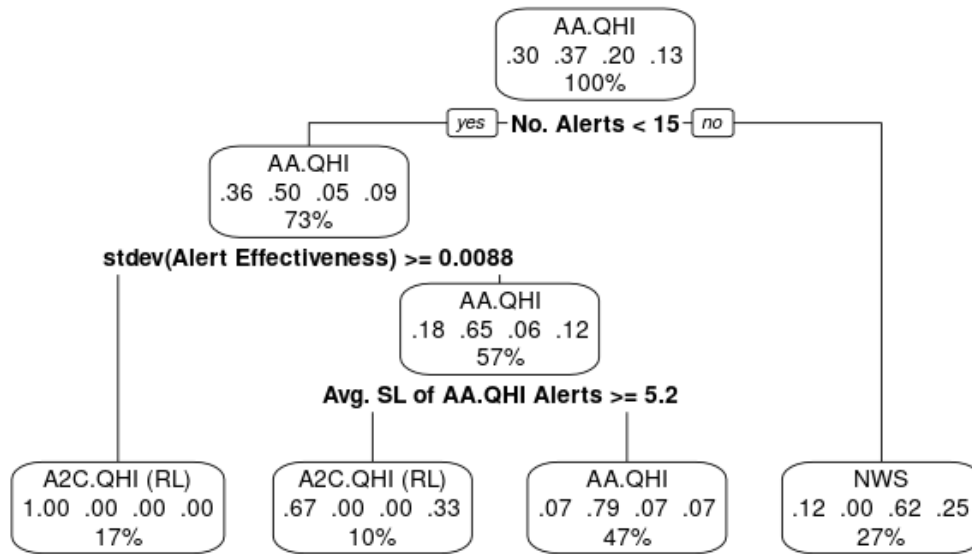 AA.QHI
.30 .37 .20 .13
100%
yes No. Alerts < 15 no
AA.QHI
.36 .50 .05 .09
73%
stdev(Alert Effectiveness) >= 0.0088
AA.QHI
.18 .65 .06 .12
57%
Avg. SL of AA.QHI Alerts >= 5.2
A2C.QHI (RL)
1.00 .00 .00 .00
17%
A2C.QHI (RL)
.67 .00 .00 .33
10%
AA.QHI
.07 .79 .07 .07
47%
NWS
.12 .00 .62 .25
27%